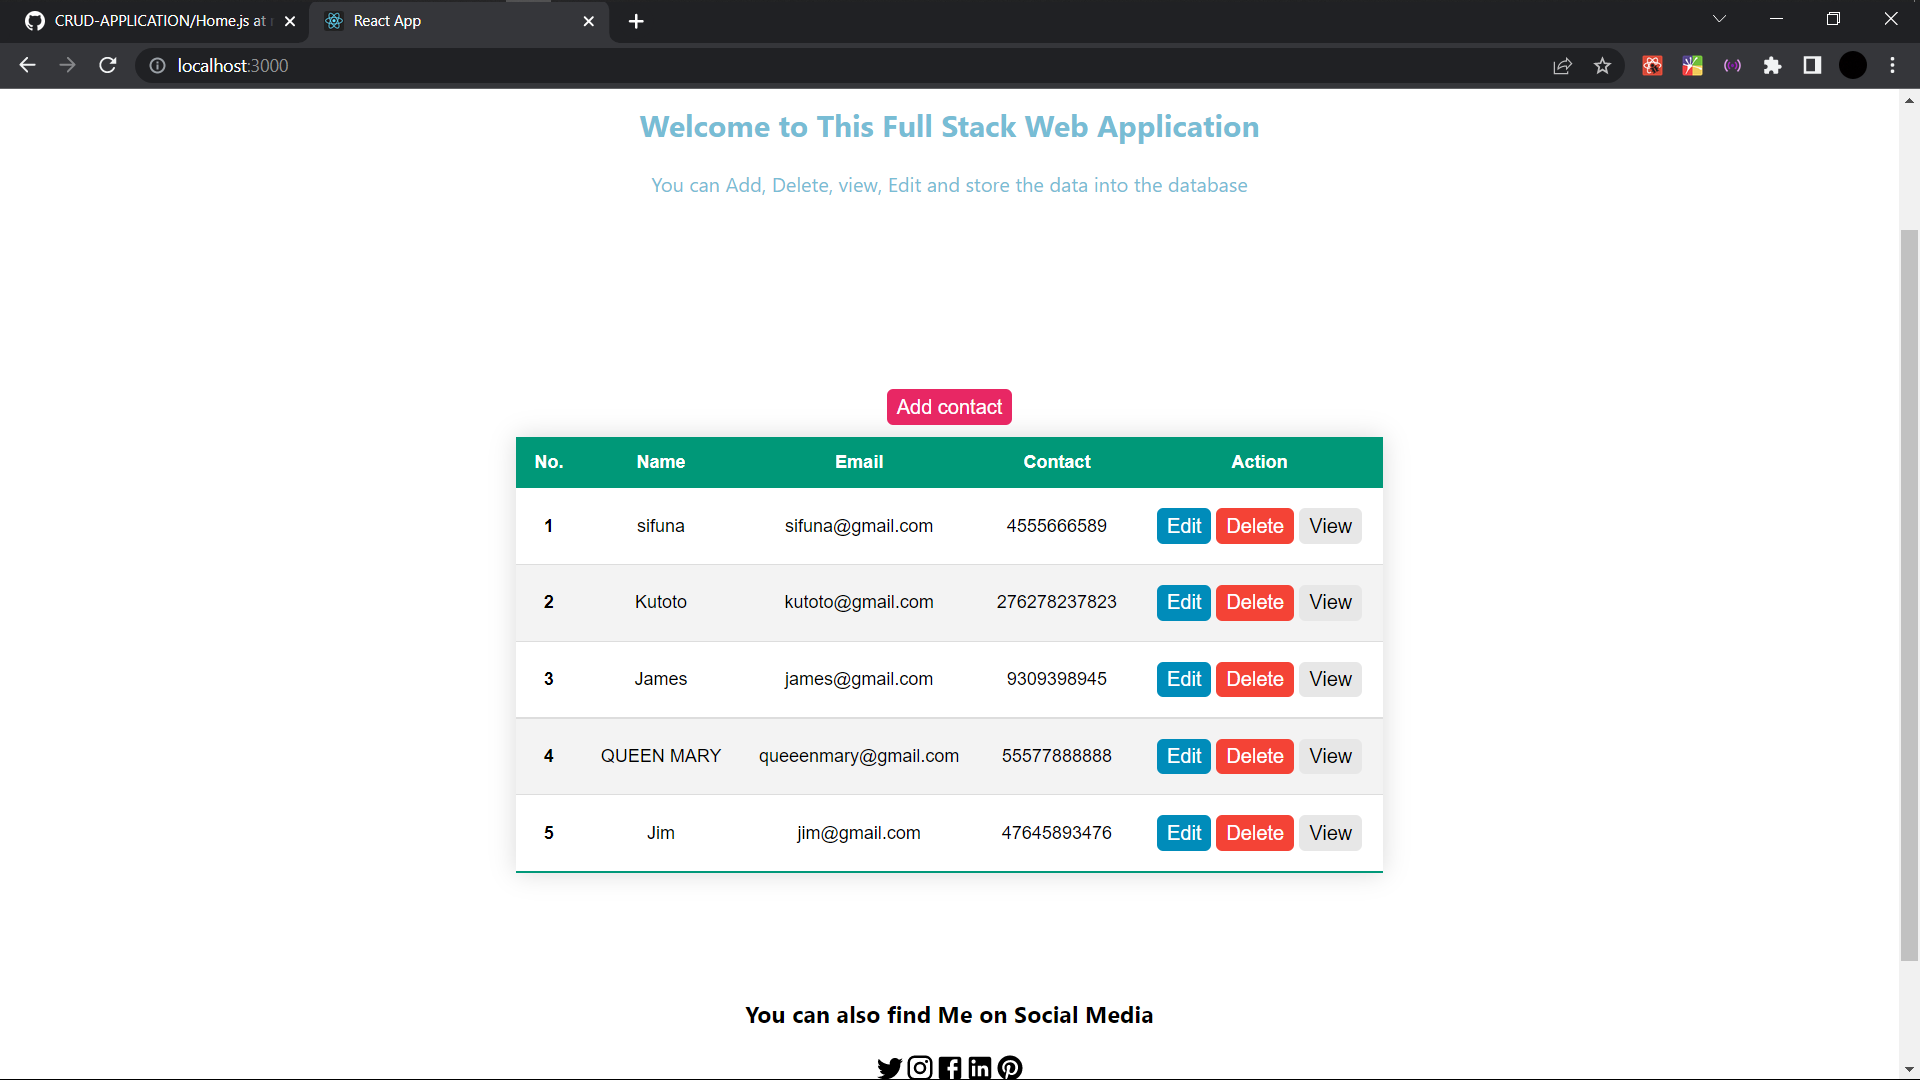 CRUD-APPLICATION/Home.js at
React App
localhost:3000
Welcome to This Full Stack Web Application
You can Add, Delete, view, Edit and store the data into the database
Add contact
No. Name Email Contact Action
1 sifuna sifuna@gmail.com 4555666589 Edit Delete View
2 Kutoto kutoto@gmail.com 276278237823 Edit Delete View
3 James james@gmail.com 9309398945 Edit Delete View
4 QUEEN MARY queeenmary@gmail.com 55577888888 Edit Delete View
5 Jim jim@gmail.com 47645893476 Edit Delete View
You can also find Me on Social Media